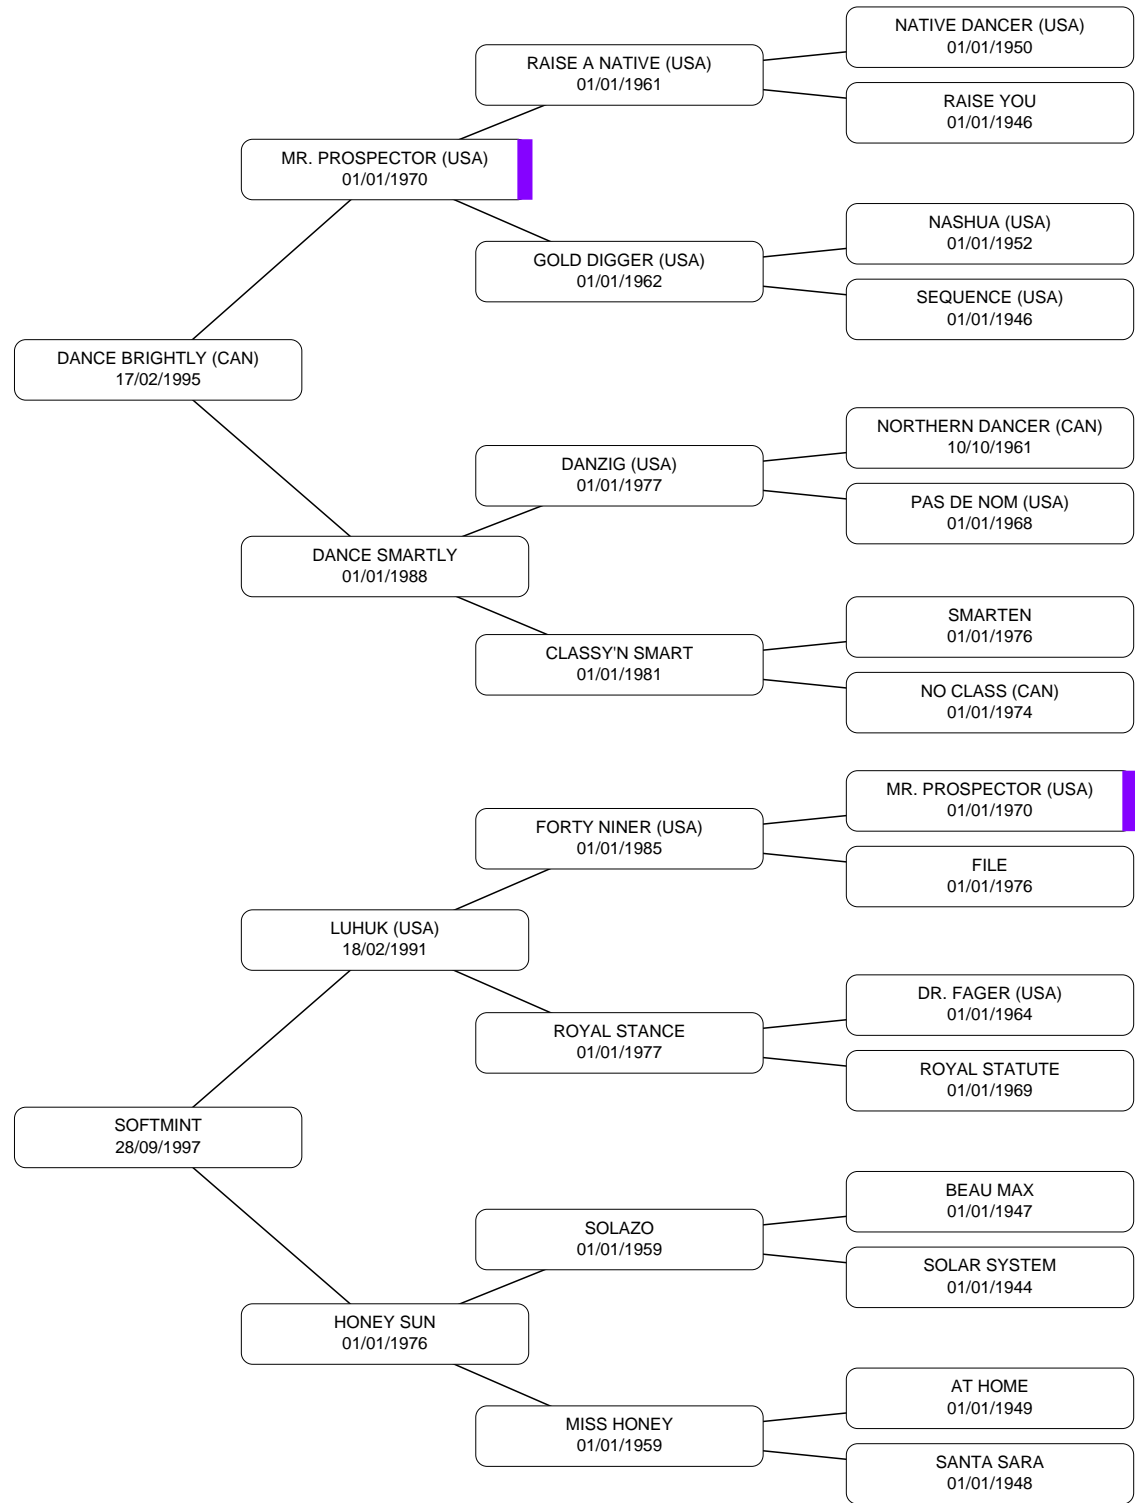 NATIVE DANCER (USA)
01/01/1950
RAISE A NATIVE (USA)
01/01/1961
RAISE YOU
01/01/1946
MR. PROSPECTOR (USA)
01/01/1970
NASHUA (USA)
01/01/1952
GOLD DIGGER (USA)
01/01/1962
SEQUENCE (USA)
01/01/1946
DANCE BRIGHTLY (CAN)
17/02/1995
NORTHERN DANCER (CAN)
10/10/1961
DANZIG (USA)
01/01/1977
PAS DE NOM (USA)
01/01/1968
DANCE SMARTLY
01/01/1988
SMARTEN
01/01/1976
CLASSY'N SMART
01/01/1981
NO CLASS (CAN)
01/01/1974
MR. PROSPECTOR (USA)
01/01/1970
FORTY NINER (USA)
01/01/1985
FILE
01/01/1976
LUHUK (USA)
18/02/1991
DR. FAGER (USA)
01/01/1964
ROYAL STANCE
01/01/1977
ROYAL STATUTE
01/01/1969
SOFTMINT
28/09/1997
BEAU MAX
01/01/1947
SOLAZO
01/01/1959
SOLAR SYSTEM
01/01/1944
HONEY SUN
01/01/1976
AT HOME
01/01/1949
MISS HONEY
01/01/1959
SANTA SARA
01/01/1948